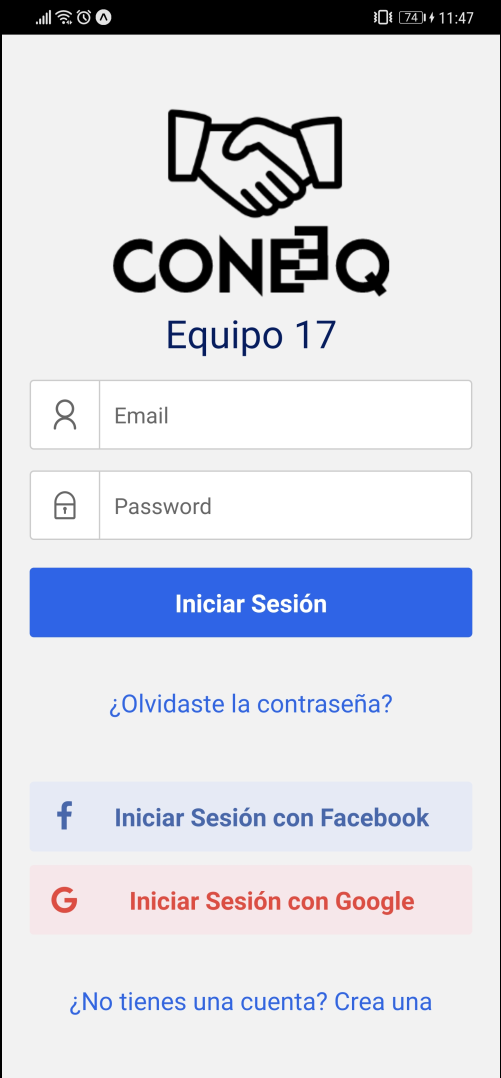 74 11:47
CONEEQ
Equipo 17
Email
Password
Iniciar Sesión
¿Olvidaste la contraseña?
f Iniciar Sesión con Facebook
G Iniciar Sesión con Google
¿No tienes una cuenta? Crea una